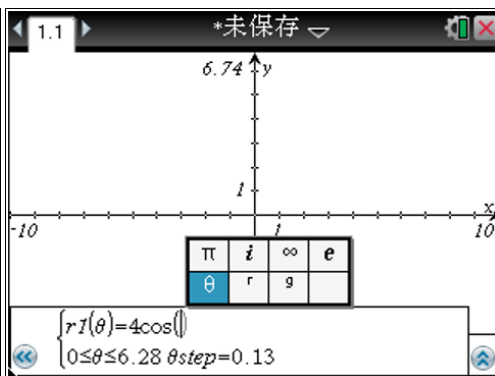 1.1 *未保存
6.74 y
1
x
-10 1 10
π i ∞ e
θ r g
r1(θ)=4cos()
0≤θ≤6.28 θstep=0.13